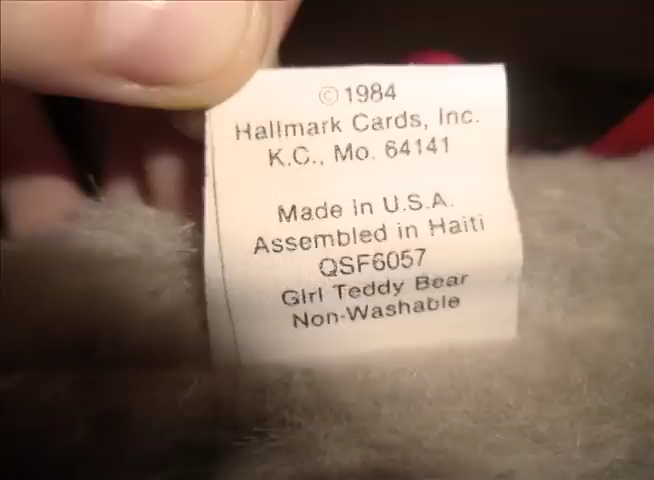 © 1984
Hallmark Cards, Inc.
K.C., Mo. 64141
Made in U.S.A.
Assembled in Haiti
QSF6057
Girl Teddy Bear
Non-Washable